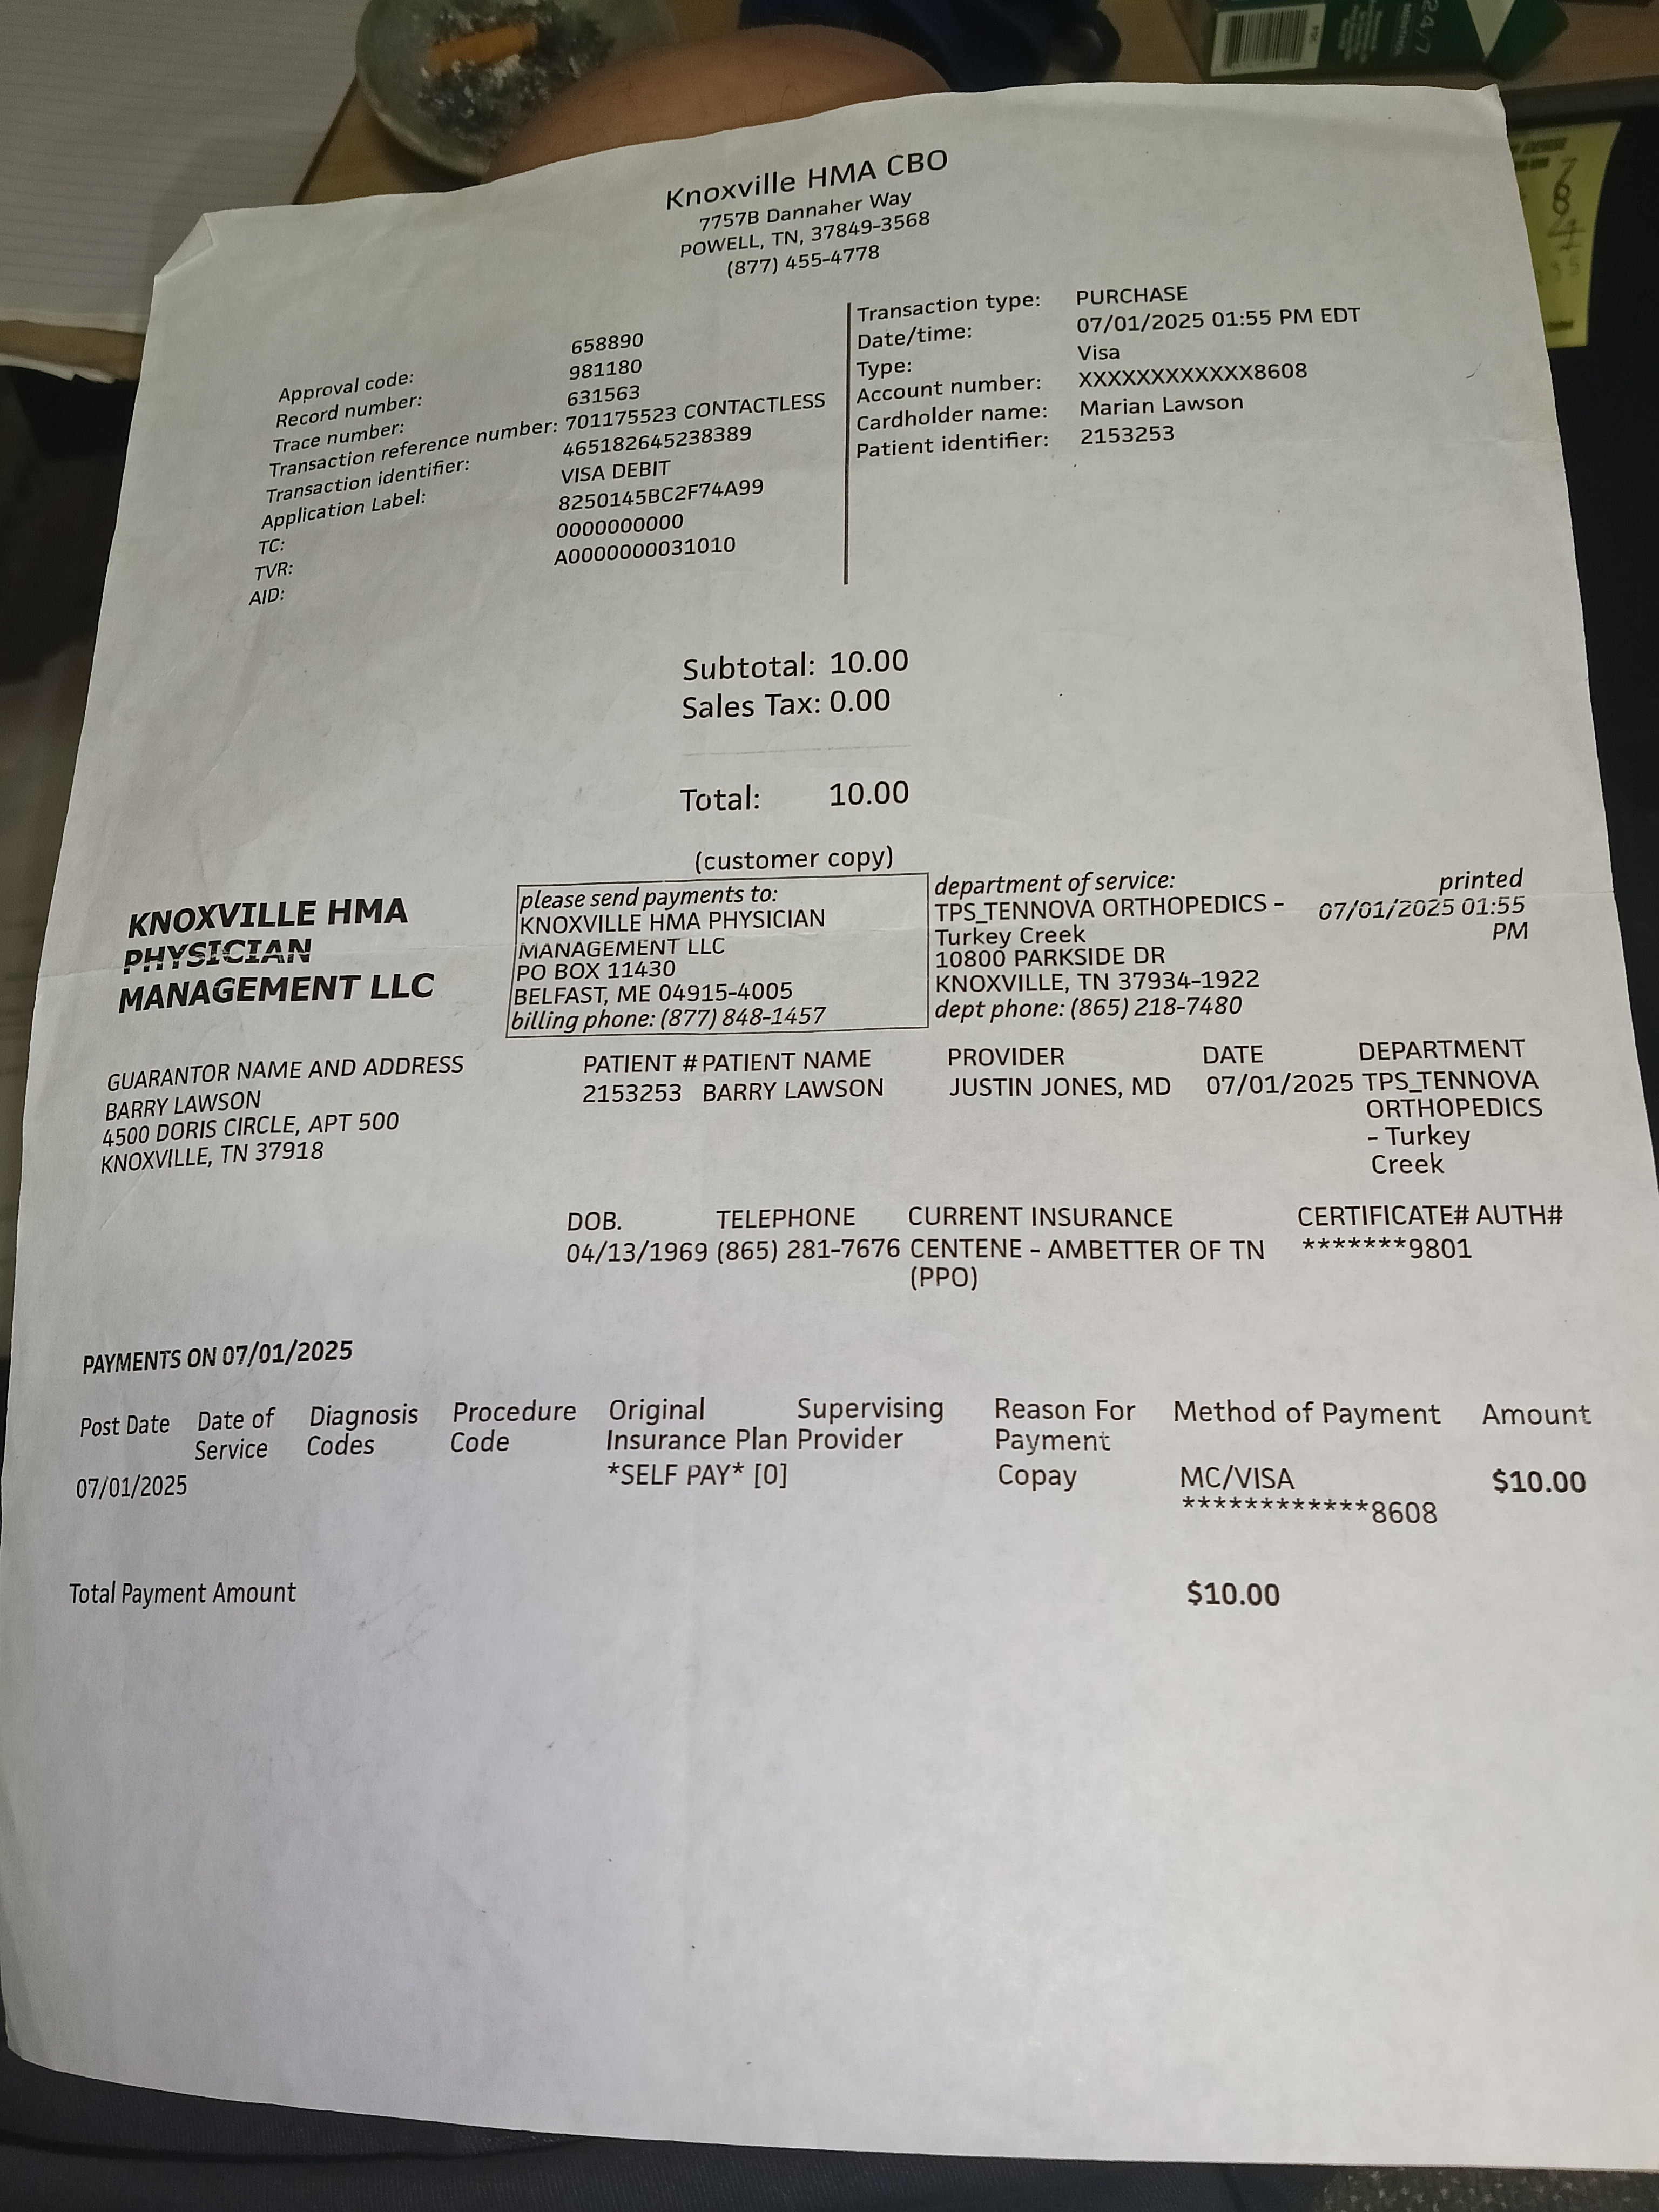 24/7
Knoxville HMA CBO
7757B Dannaher Way
POWELL, TN, 37849-3568
(877) 455-4778
Approval code: 658890
Record number: 981180
Trace number: 631563
Transaction reference number: 701175523 CONTACTLESS
Transaction identifier: 465182645238389
Application Label: VISA DEBIT
TC: 8250145BC2F74A99
TVR: 0000000000
AID: A0000000031010
Transaction type: PURCHASE
Date/time: 07/01/2025 01:55 PM EDT
Type: Visa
Account number: XXXXXXXXXXXX8608
Cardholder name: Marian Lawson
Patient identifier: 2153253
Subtotal: 10.00
Sales Tax: 0.00
Total: 10.00
(customer copy)
KNOXVILLE HMA
PHYSICIAN
MANAGEMENT LLC
please send payments to:
KNOXVILLE HMA PHYSICIAN
MANAGEMENT LLC
PO BOX 11430
BELFAST, ME 04915-4005
billing phone: (877) 848-1457
department of service:
TPS_TENNOVA ORTHOPEDICS -
Turkey Creek
10800 PARKSIDE DR
KNOXVILLE, TN 37934-1922
dept phone: (865) 218-7480
printed
07/01/2025 01:55
PM
GUARANTOR NAME AND ADDRESS
BARRY LAWSON
4500 DORIS CIRCLE, APT 500
KNOXVILLE, TN 37918
PATIENT # PATIENT NAME PROVIDER DATE DEPARTMENT
2153253 BARRY LAWSON JUSTIN JONES, MD 07/01/2025 TPS_TENNOVA
ORTHOPEDICS
- Turkey
Creek
DOB. TELEPHONE CURRENT INSURANCE CERTIFICATE# AUTH#
04/13/1969 (865) 281-7676 CENTENE - AMBETTER OF TN *******9801
(PPO)
PAYMENTS ON 07/01/2025
Post Date Date of Diagnosis Procedure Original Supervising Reason For Method of Payment Amount
Service Codes Code Insurance Plan Provider Payment
07/01/2025 *SELF PAY* [0] Copay MC/VISA $10.00
************8608
Total Payment Amount $10.00